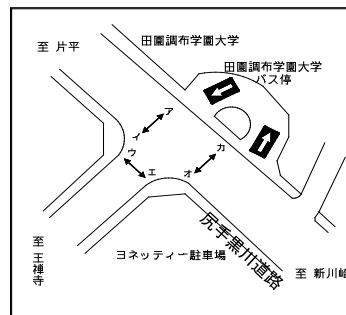 田園調布学園大学
至 片平
田園調布学園大学
バス停
ア
イ
カ
ウ
エ
オ
至 王禅寺
ヨネッティー駐車場
尻手黒川道路
至 新川崎